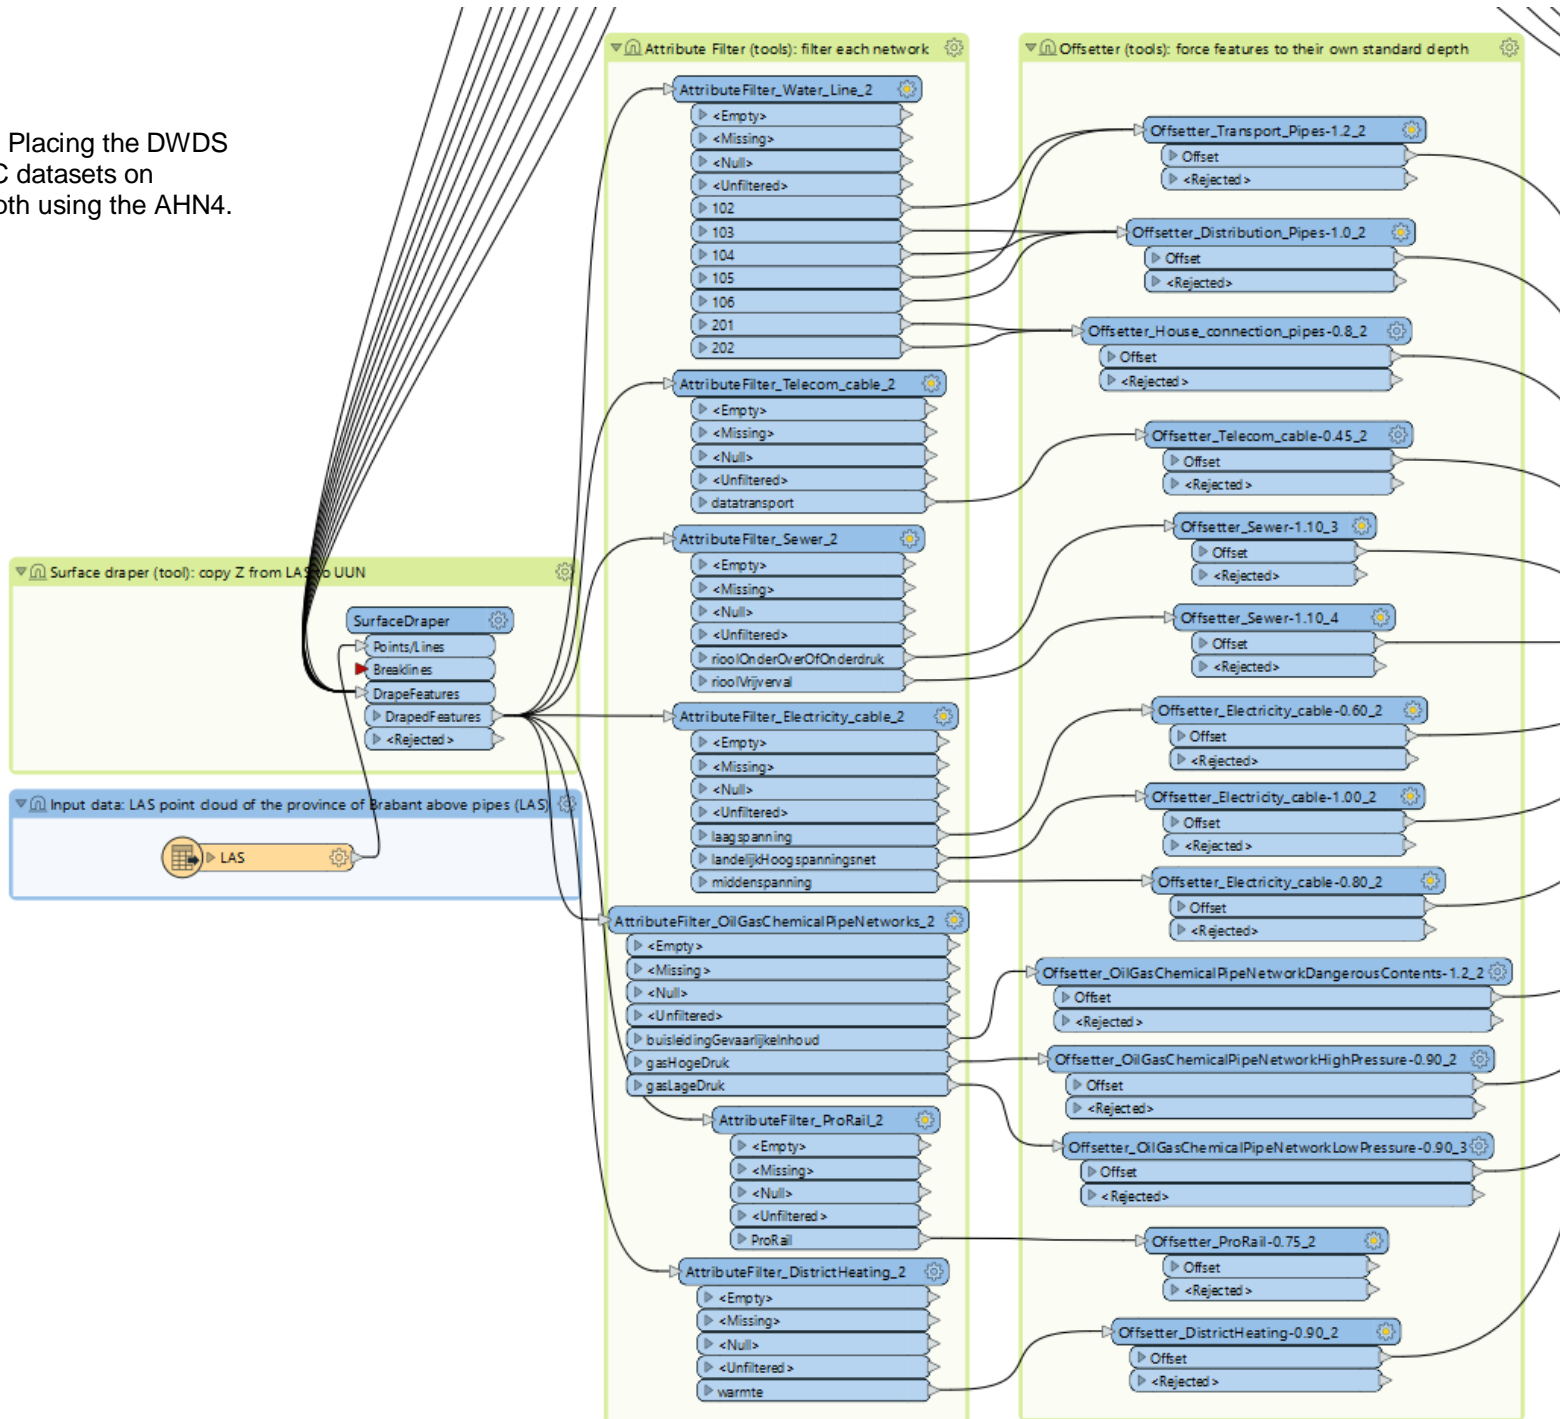 Placing the DWDS
C datasets on
oth using the AHN4.
Surface draper (tool): copy Z from LAS to UUN
SurfaceDraper
Points/Lines
Breaklines
DrapeFeatures
DrapedFeatures
<Rejected>
Input data: LAS point cloud of the province of Brabant above pipes (LAS)
LAS
Attribute Filter (tools): filter each network
AttributeFilter_Water_Line_2
<Empty>
<Missing>
<Null>
<Unfiltered>
102
103
104
105
106
201
202
AttributeFilter_Telecom_cable_2
<Empty>
<Missing>
<Null>
<Unfiltered>
datatransport
AttributeFilter_Sewer_2
<Empty>
<Missing>
<Null>
<Unfiltered>
rioolOnderOverOfOnderdruk
rioolVrijverval
AttributeFilter_Electricity_cable_2
<Empty>
<Missing>
<Null>
<Unfiltered>
laagspanning
landelijkHoogspanningsnet
middenspanning
AttributeFilter_OilGasChemicalPipeNetworks_2
<Empty>
<Missing>
<Null>
<Unfiltered>
buisleidingGevaarlijkeInhoud
gasHogeDruk
gasLageDruk
AttributeFilter_ProRail_2
<Empty>
<Missing>
<Null>
<Unfiltered>
ProRail
AttributeFilter_DistrictHeating_2
<Empty>
<Missing>
<Null>
<Unfiltered>
warmte
Offsetter (tools): force features to their own standard depth
Offsetter_Transport_Pipes-1.2_2
Offset
<Rejected>
Offsetter_Distribution_Pipes-1.0_2
Offset
<Rejected>
Offsetter_House_connection_pipes-0.8_2
Offset
<Rejected>
Offsetter_Telecom_cable-0.45_2
Offset
<Rejected>
Offsetter_Sewer-1.10_3
Offset
<Rejected>
Offsetter_Sewer-1.10_4
Offset
<Rejected>
Offsetter_Electricity_cable-0.60_2
Offset
<Rejected>
Offsetter_Electricity_cable-1.00_2
Offset
<Rejected>
Offsetter_Electricity_cable-0.80_2
Offset
<Rejected>
Offsetter_OilGasChemicalPipeNetworkDangerousContents-1.2_2
Offset
<Rejected>
Offsetter_OilGasChemicalPipeNetworkHighPressure-0.90_2
Offset
<Rejected>
Offsetter_OilGasChemicalPipeNetworkLowPressure-0.90_3
Offset
<Rejected>
Offsetter_ProRail-0.75_2
Offset
<Rejected>
Offsetter_DistrictHeating-0.90_2
Offset
<Rejected>